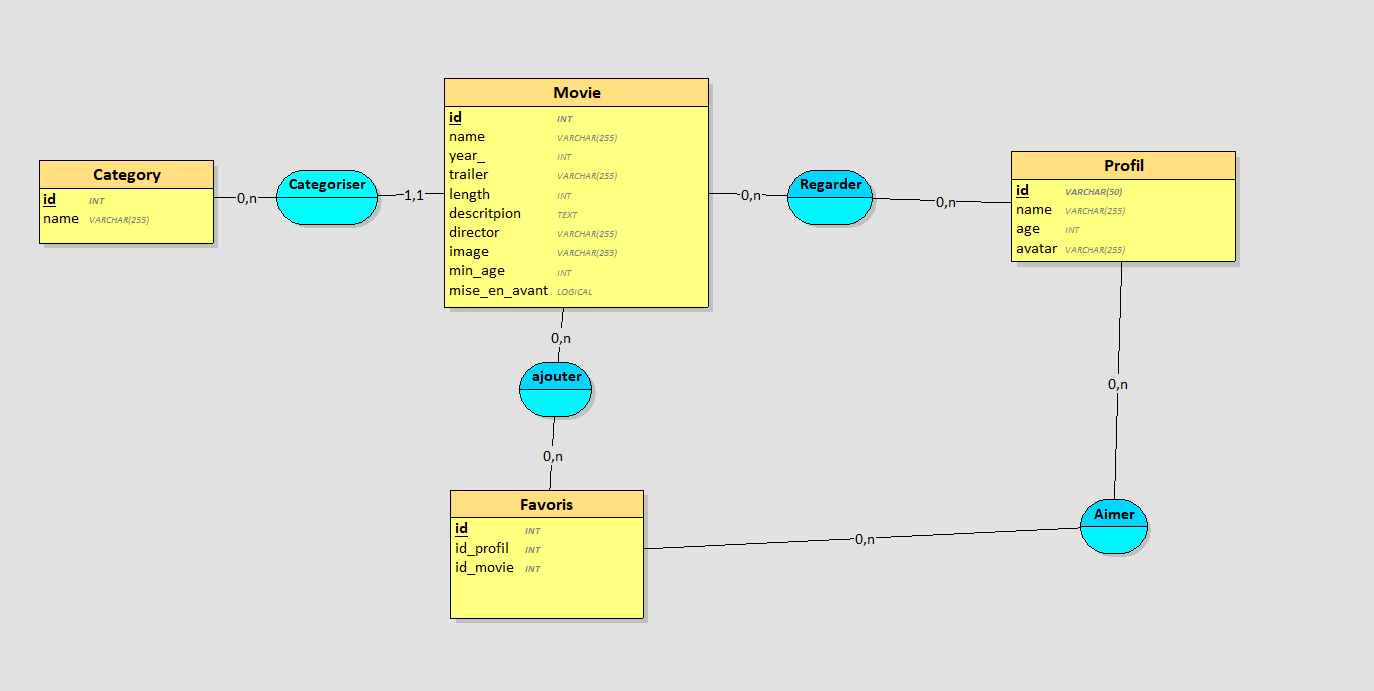 Category
id INT
name VARCHAR(255)
0,n
Categoriser
1,1
Movie
id INT
name VARCHAR(255)
year_ INT
trailer VARCHAR(255)
length INT
descritpion TEXT
director VARCHAR(255)
image VARCHAR(255)
min_age INT
mise_en_avant LOGICAL
0,n
Regarder
0,n
Profil
id VARCHAR(50)
name VARCHAR(255)
age INT
avatar VARCHAR(255)
0,n
ajouter
0,n
Favoris
id INT
id_profil INT
id_movie INT
0,n
Aimer
0,n